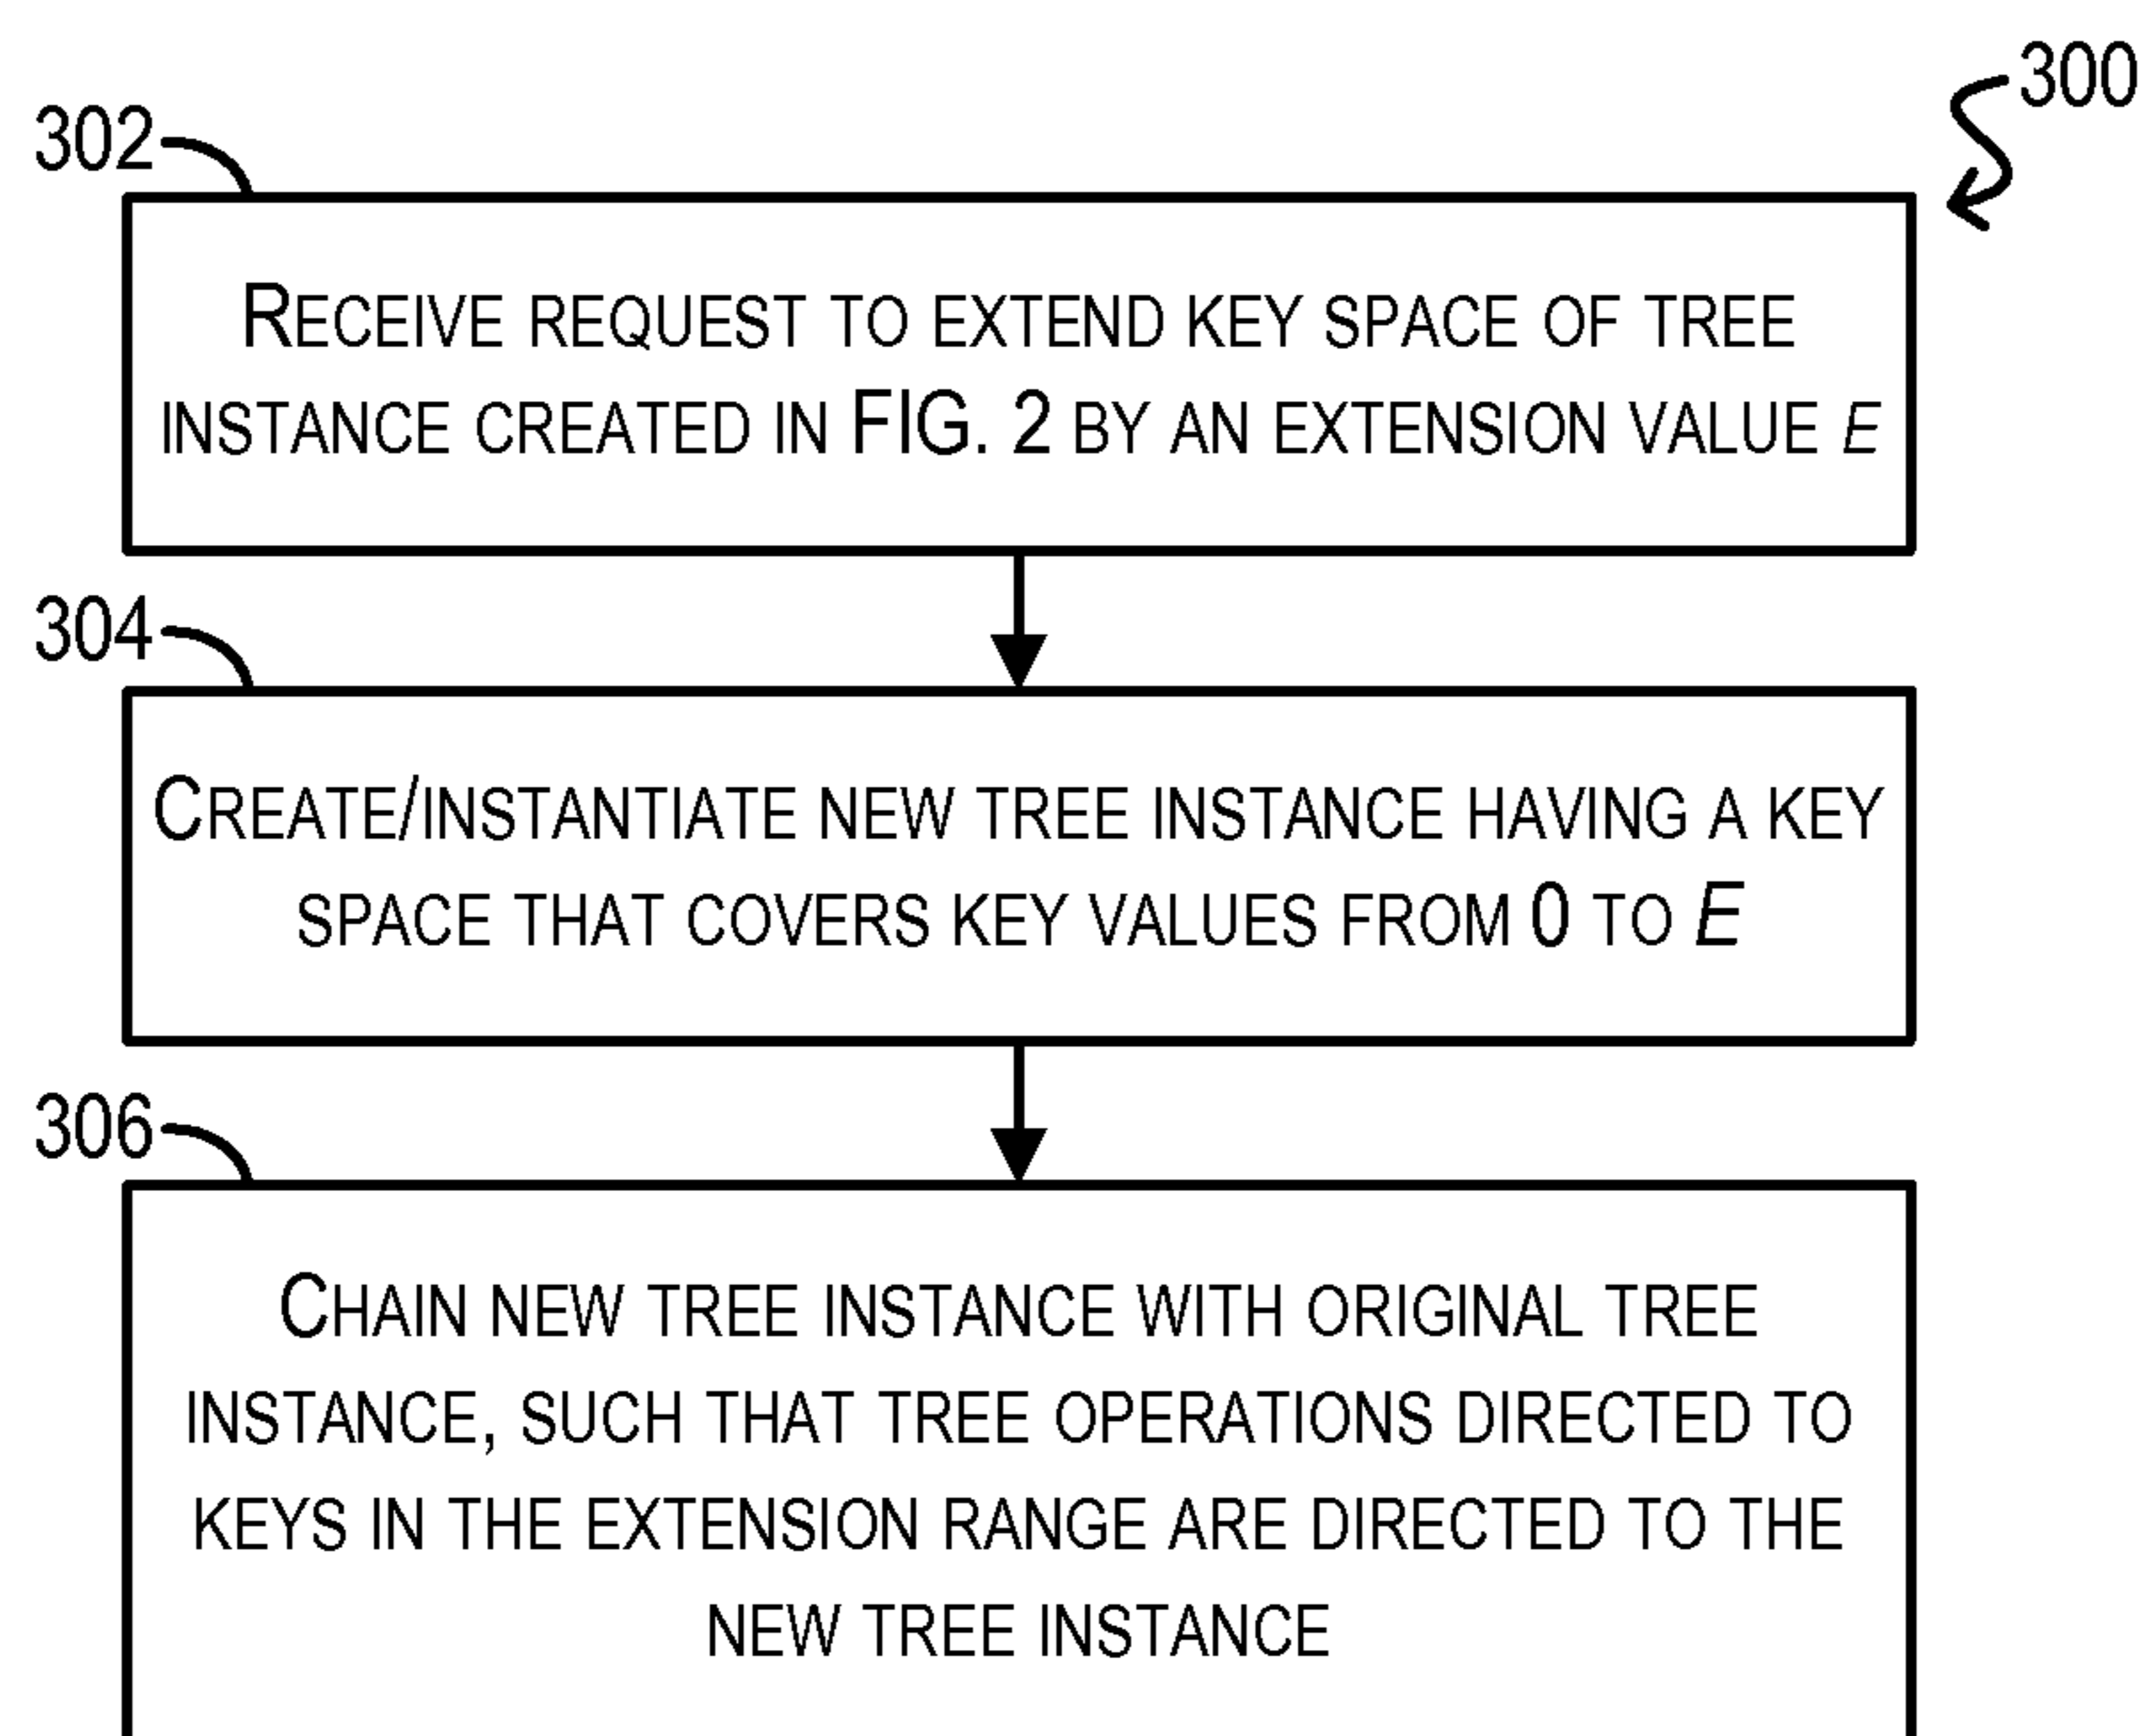 300
302
Receive request to extend key space of tree
instance created in FIG. 2 by an extension value E
304
Create/instantiate new tree instance having a key
space that covers key values from 0 to E
306
Chain new tree instance with original tree
instance, such that tree operations directed to
keys in the extension range are directed to the
new tree instance